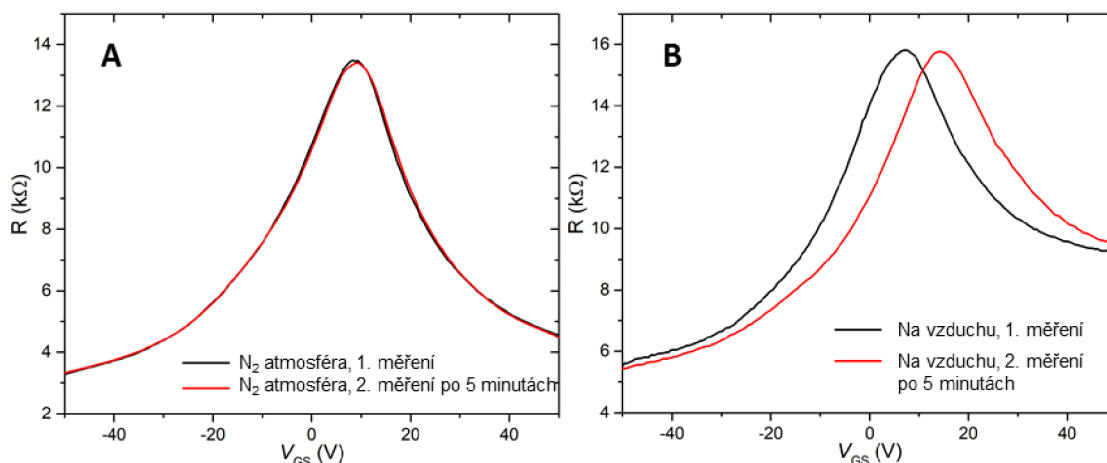 A
14
12
10
8
6
4
2
R (kΩ)
N₂ atmosféra, 1. měření
N₂ atmosféra, 2. měření po 5 minutách
-40
-20
0
20
40
V_GS (V)
B
16
14
12
10
8
6
4
R (kΩ)
Na vzduchu, 1. měření
Na vzduchu, 2. měření
po 5 minutách
-40
-20
0
20
40
V_GS (V)